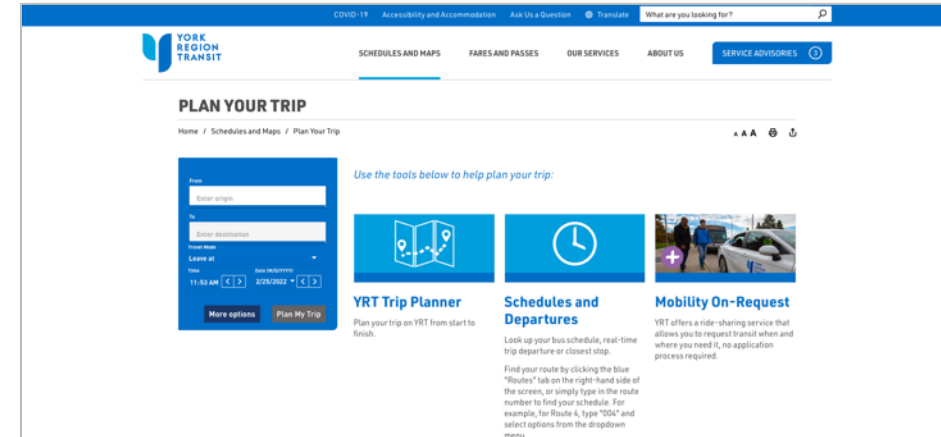 COVID-19 Accessibility and Accommodation Ask Us a Question Translate What are you looking for?
YORK
REGION
TRANSIT
SCHEDULES AND MAPS FARES AND PASSES OUR SERVICES ABOUT US SERVICE ADVISORIES 3
PLAN YOUR TRIP
Home / Schedules and Maps / Plan Your Trip
A A A
From
Enter origin
To
Enter destination
Travel Mode
Leave at
Time Date (M/D/YYYY)
11:53 AM < > 2/25/2022 < >
More options Plan My Trip
Use the tools below to help plan your trip:
YRT Trip Planner
Plan your trip on YRT from start to
finish.
Schedules and
Departures
Look up your bus schedule, real-time
trip departure or closest stop.
Find your route by clicking the blue
"Routes" tab on the right-hand side of
the screen, or simply type in the route
number to find your schedule. For
example, for Route 4, type "004" and
select options from the dropdown
menu.
Mobility On-Request
YRT offers a ride-sharing service that
allows you to request transit when and
where you need it, no application
process required.